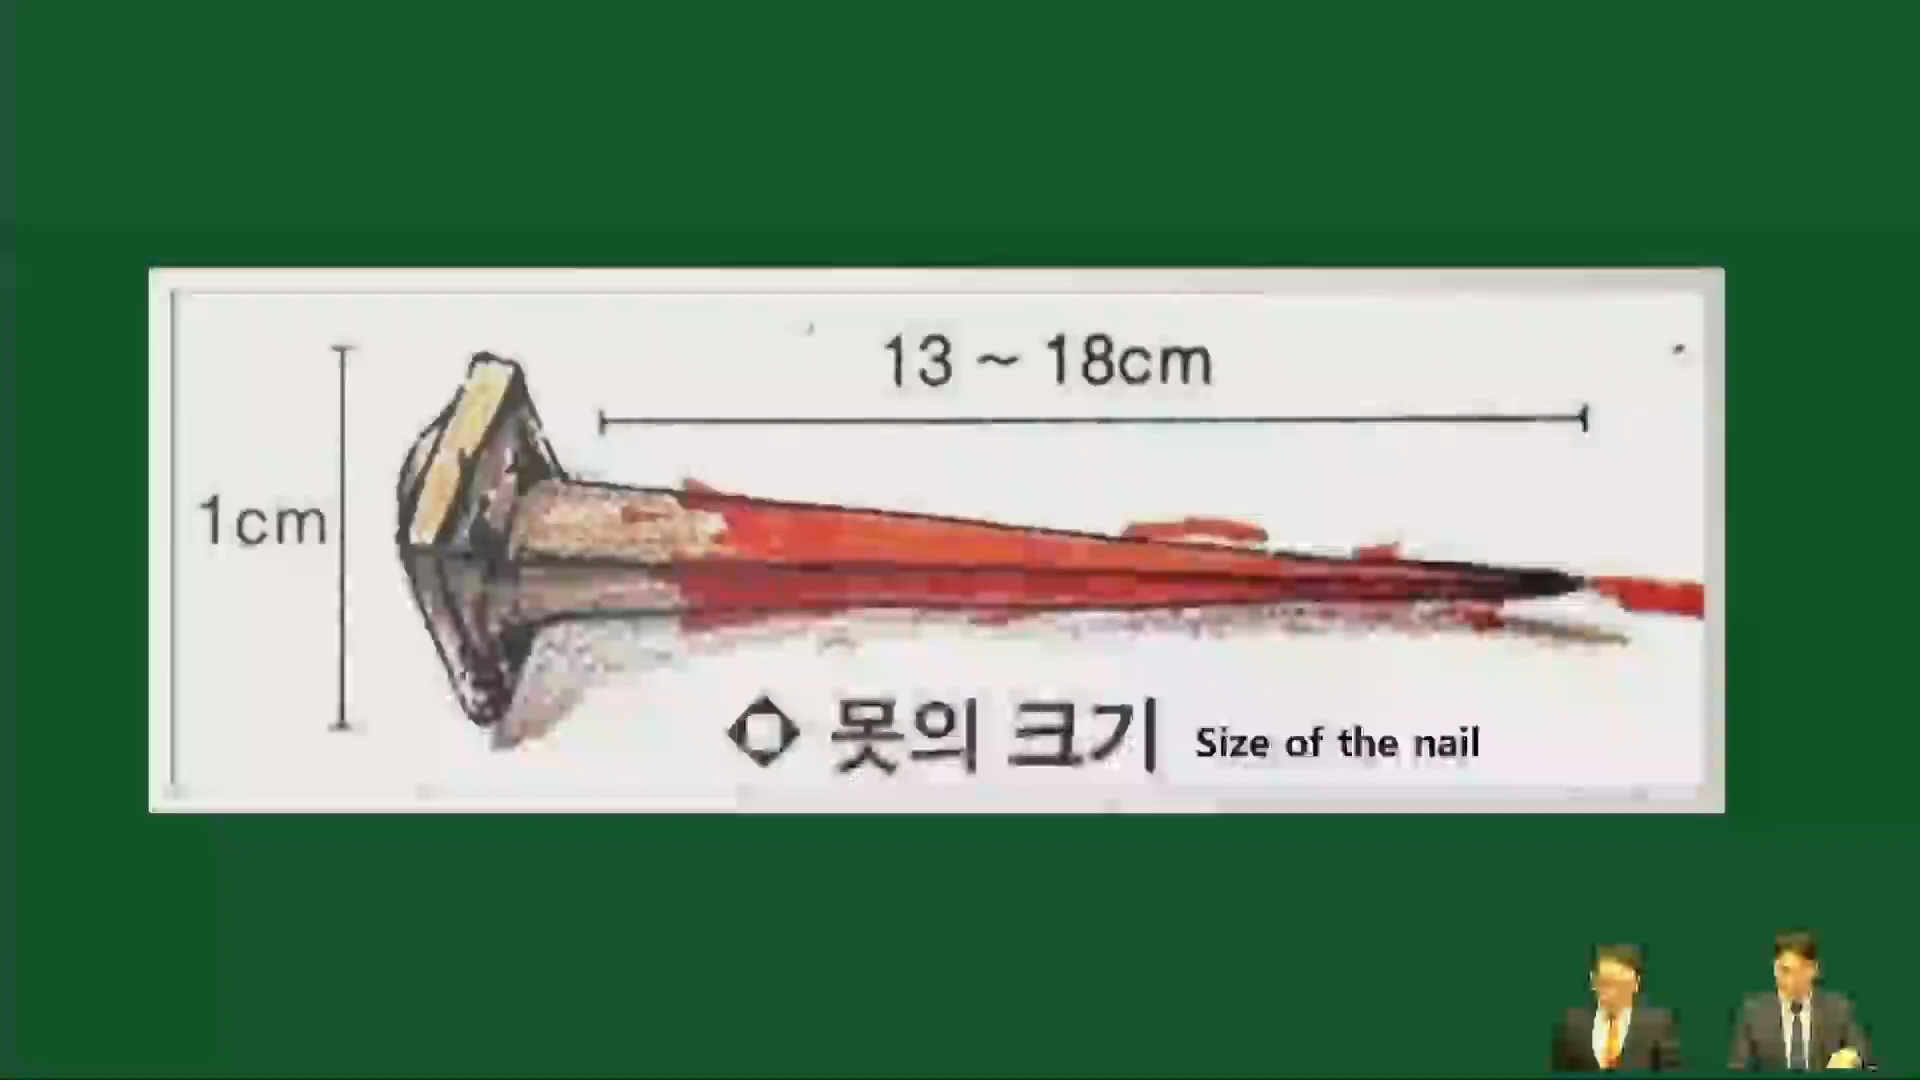 13 ~ 18cm
1cm
못의 크기 Size of the nail